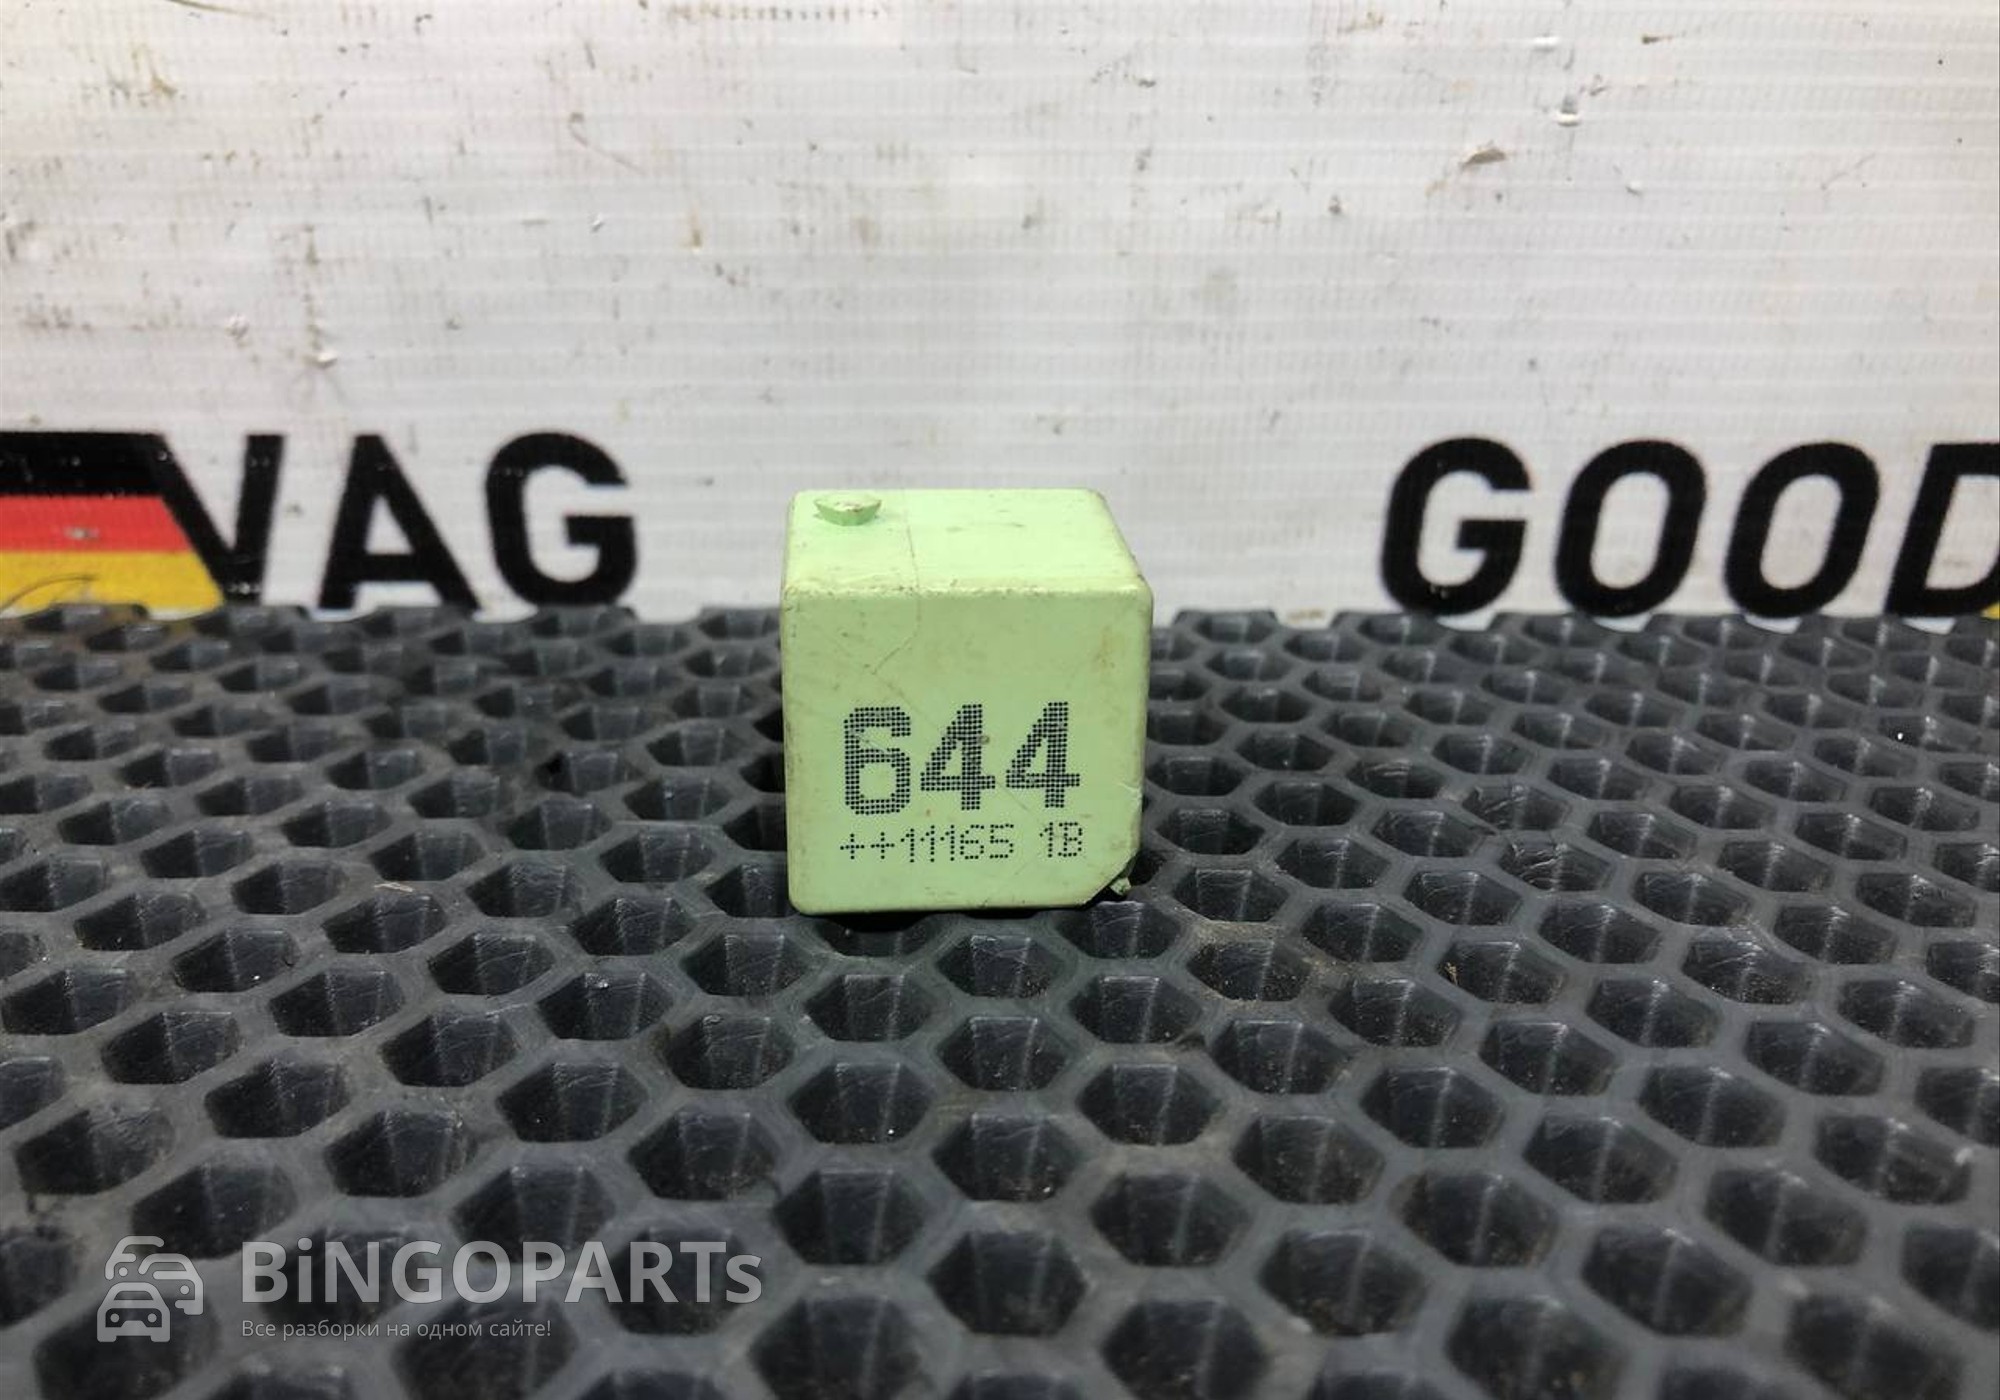 VAG
GOOD
644
++11165 1B
BiNGOPARTs
Все разборки на одном сайте!